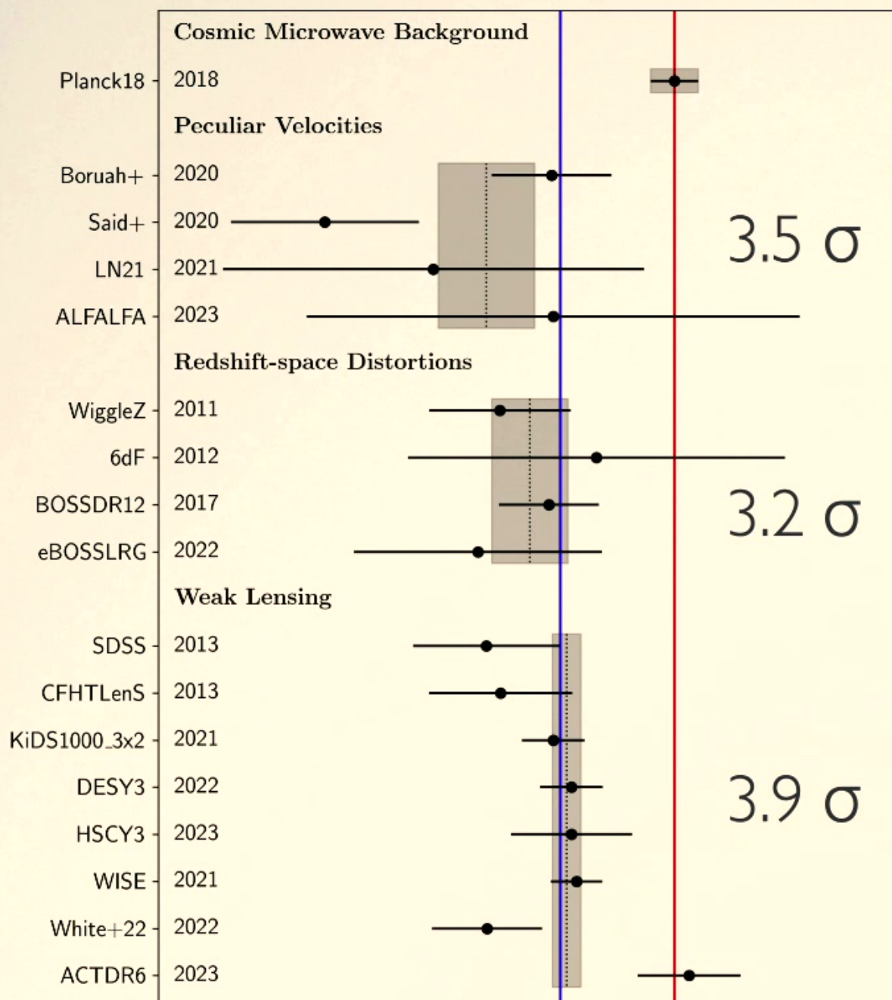 Cosmic Microwave Background
Planck18 2018
Peculiar Velocities
Boruah+ 2020
Said+ 2020
3.5 σ
LN21 2021
ALFALFA 2023
Redshift-space Distortions
WiggleZ 2011
6dF 2012
BOSSDR12 2017
3.2 σ
eBOSSLRG 2022
Weak Lensing
SDSS 2013
CFHTLenS 2013
KiDS1000_3x2 2021
DESY3 2022
3.9 σ
HSCY3 2023
WISE 2021
White+22 2022
ACTDR6 2023